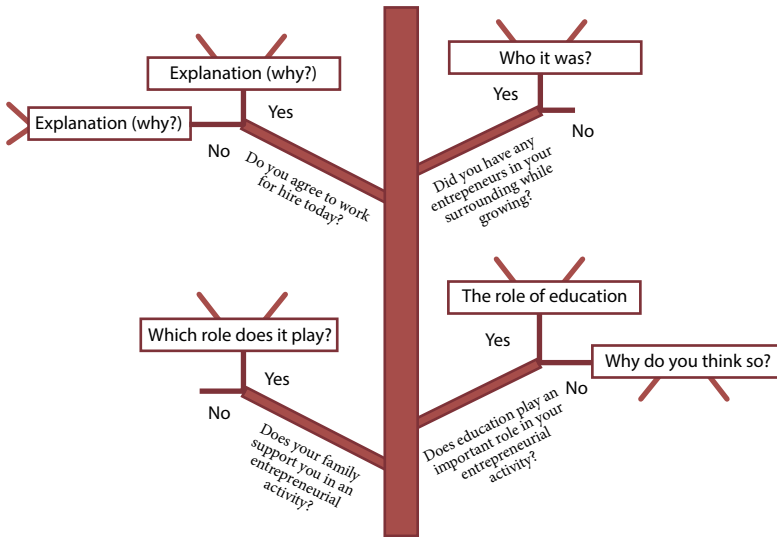 Explanation (why?)
Yes
Explanation (why?)
No
Do you agree to work
for hire today?
Who it was?
Yes
No
Did you have any
entrepeneurs in your
surrounding while
growing?
Which role does it play?
Yes
No
Does your family
support you in an
entrepreneurial
activity?
The role of education
Yes
Why do you think so?
No
Does education play an
important role in your
entrepreneurial
activity?